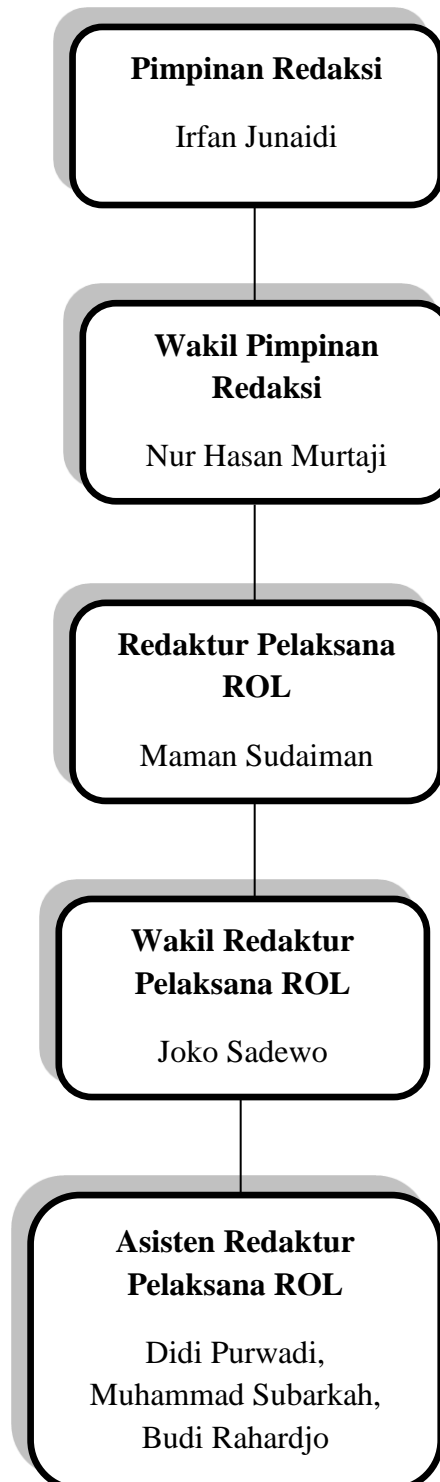 Pimpinan Redaksi
Irfan Junaidi
Wakil Pimpinan
Redaksi
Nur Hasan Murtaji
Redaktur Pelaksana
ROL
Maman Sudaiman
Wakil Redaktur
Pelaksana ROL
Joko Sadewo
Asisten Redaktur
Pelaksana ROL
Didi Purwadi,
Muhammad Subarkah,
Budi Rahardjo